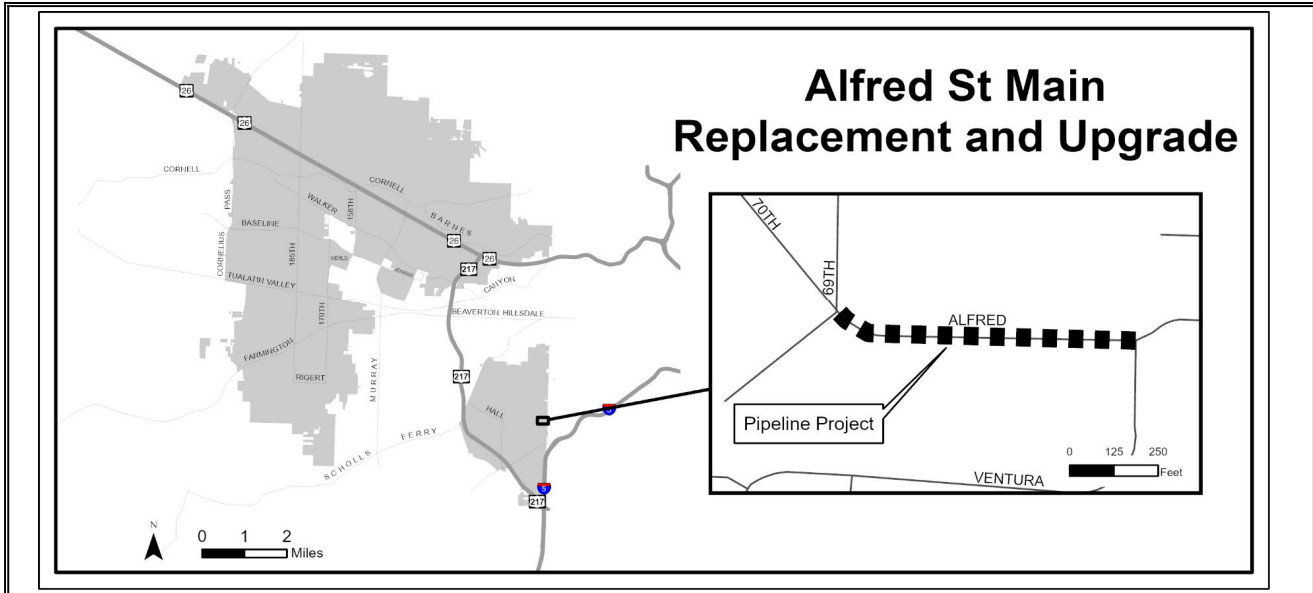 Alfred St Main
Replacement and Upgrade
26
26
CORNELL
CORNELL
PASS
WALKER
158TH
BARNES
BASELINE
26
26
217
CORNELIUS
185TH
MERLO
JENKINS
CANYON
TUALATIN VALLEY
170TH
BEAVERTON HILLSDALE
FARMINGTON
RIGERT
MURRAY
217
HALL
5
FERRY
SCHOLLS
5
217
N
0 1 2
Miles
70TH
69TH
ALFRED
Pipeline Project
0 125 250
Feet
VENTURA